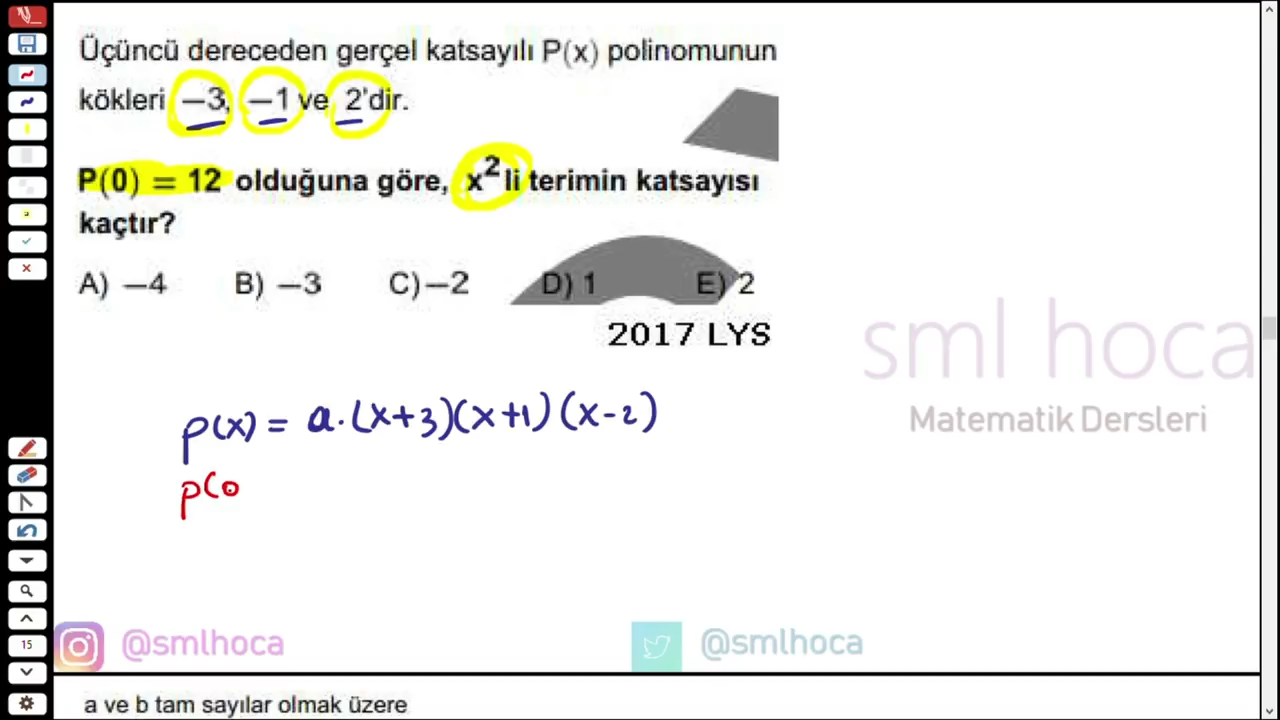 Üçüncü dereceden gerçel katsayılı P(x) polinomunun
kökleri −3, −1 ve 2'dir.
P(0) = 12 olduğuna göre, x² li terimin katsayısı
kaçtır?
A) −4 B) −3 C) −2 D) 1 E) 2
2017 LYS
sml hoca
Matematik Dersleri
p(x) = a.(x+3)(x+1)(x-2)
p(0
15
@smlhoca @smlhoca
a ve b tam sayılar olmak üzere